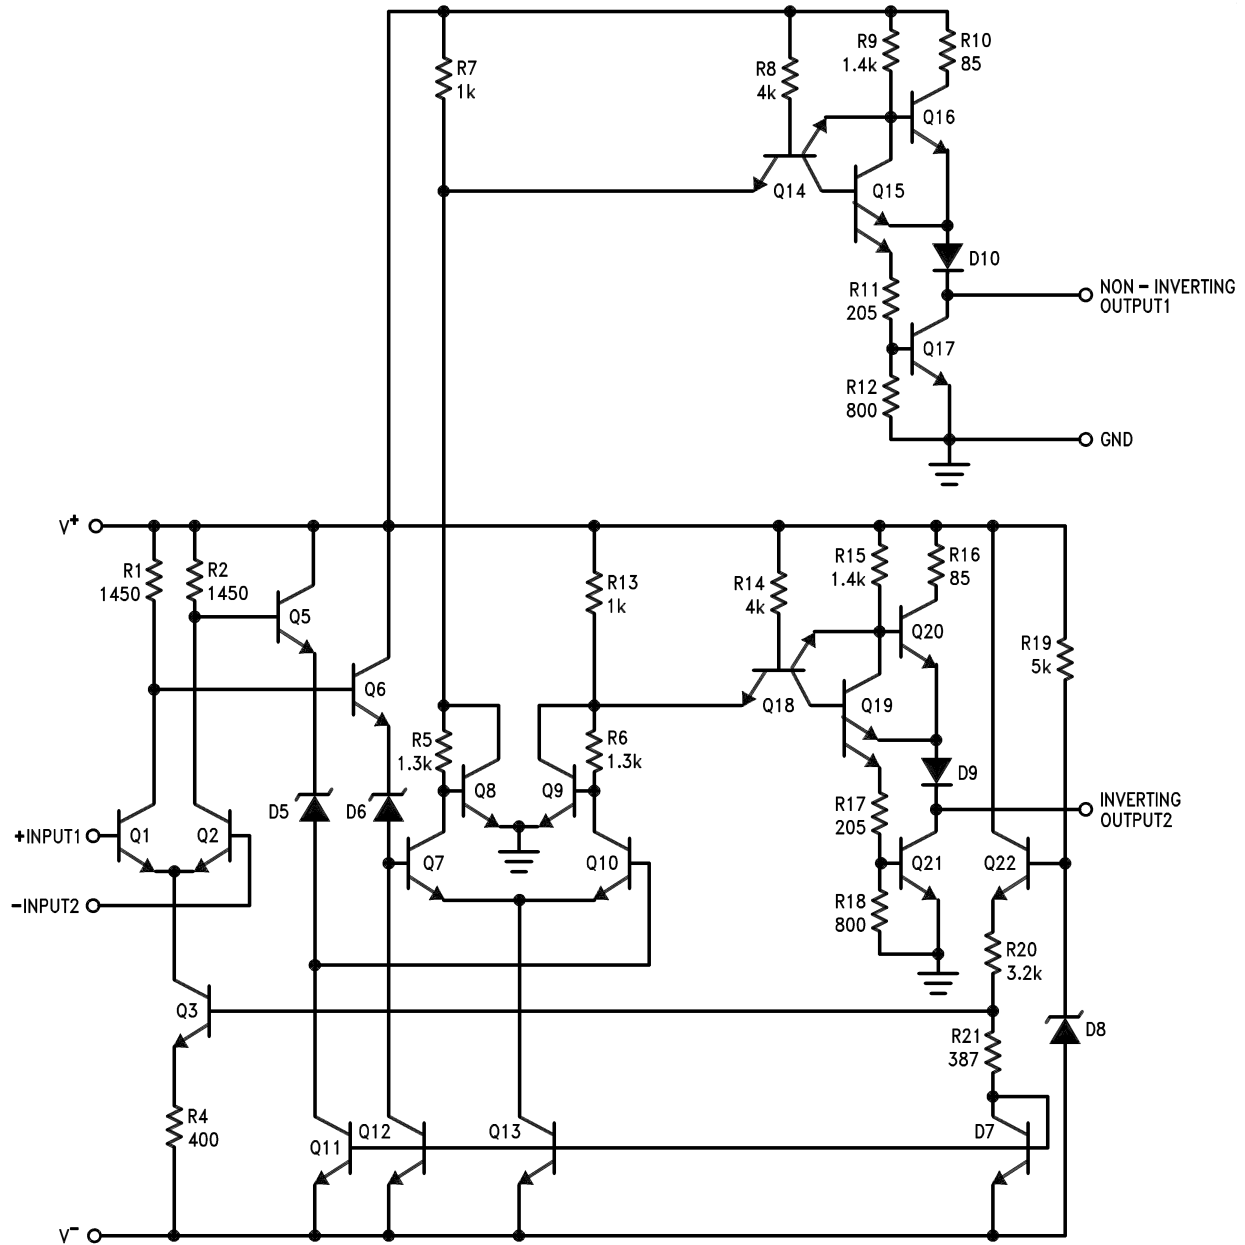 R7
1k
R8
4k
R9
1.4k
R10
85
Q16
Q14
Q15
D10
NON – INVERTING
OUTPUT1
R11
205
Q17
R12
800
GND
V+
R1
1450
R2
1450
Q5
Q6
R13
1k
R14
4k
R15
1.4k
R16
85
Q20
R19
5k
Q18
Q19
R5
1.3k
R6
1.3k
Q8
Q9
D9
D5
D6
INVERTING
OUTPUT2
R17
205
+INPUT1
Q1
Q2
Q7
Q10
Q21
Q22
–INPUT2
R18
800
R20
3.2k
Q3
R21
387
D8
R4
400
Q11
Q12
Q13
D7
V–